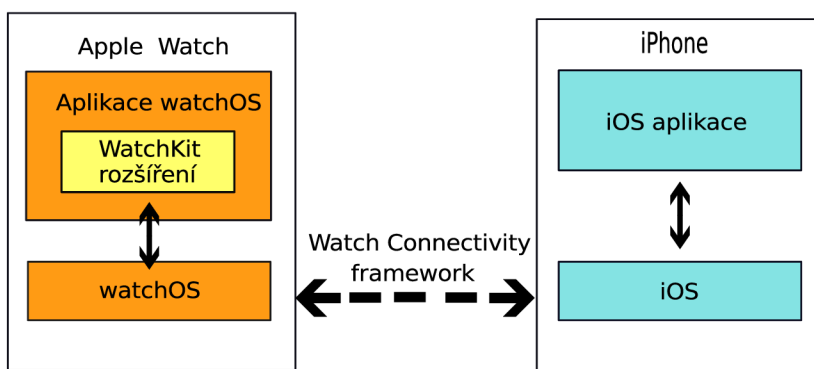 Apple Watch
Aplikace watchOS
WatchKit
rozšíření
watchOS
Watch Connectivity
framework
iPhone
iOS aplikace
iOS